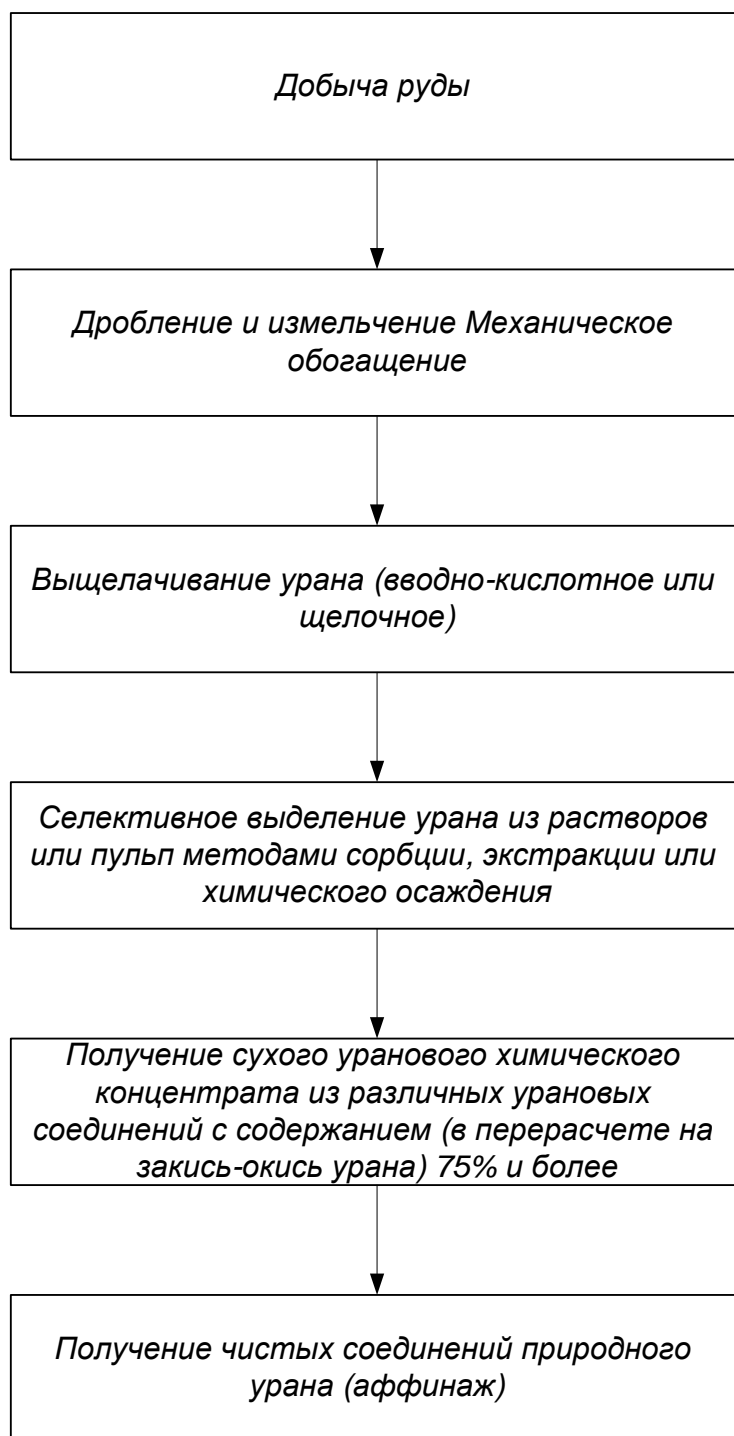 Добыча руды
Дробление и измельчение Механическое
обогащение
Выщелачивание урана (вводно-кислотное или
щелочное)
Селективное выделение урана из растворов
или пульп методами сорбции, экстракции или
химического осаждения
Получение сухого уранового химического
концентрата из различных урановых
соединений с содержанием (в перерасчете на
закись-окись урана) 75% и более
Получение чистых соединений природного
урана (аффинаж)